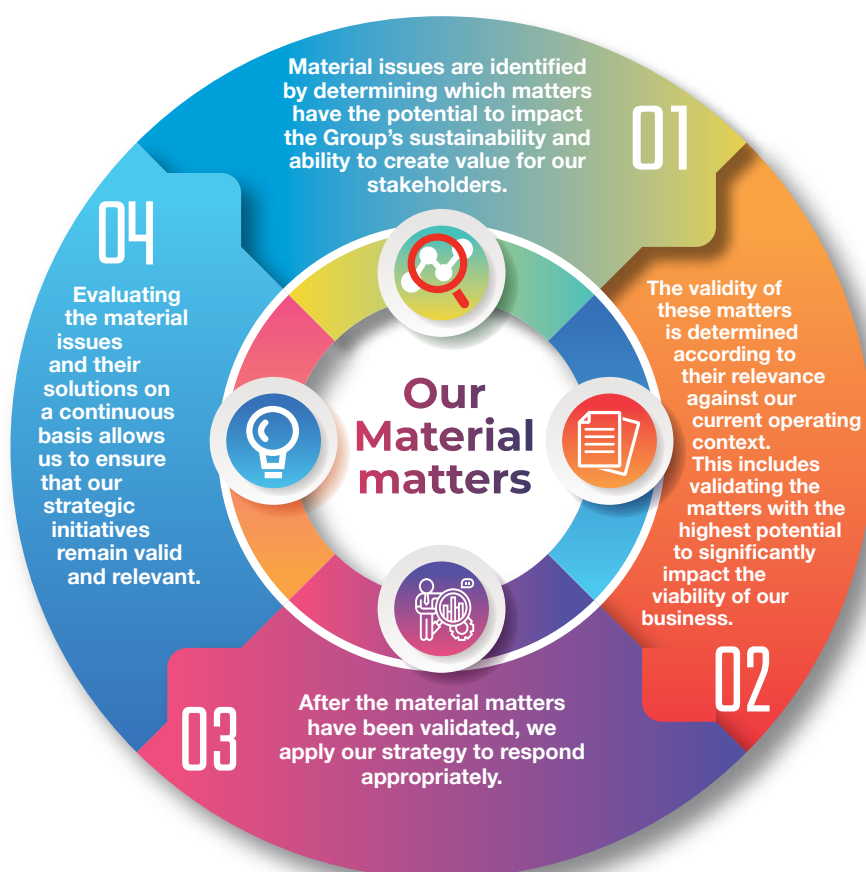 Material issues are identified
by determining which matters
have the potential to impact
the Group's sustainability and
ability to create value for our
stakeholders.
01
The validity of
these matters
is determined
according to
their relevance
against our
current operating
context.
This includes
validating the
matters with the
highest potential
to significantly
impact the
viability of our
business.
02
After the material matters
have been validated, we
apply our strategy to respond
appropriately.
03
04
Evaluating
the material
issues
and their
solutions on
a continuous
basis allows
us to ensure
that our
strategic
initiatives
remain valid
and relevant.
Our
Material
matters